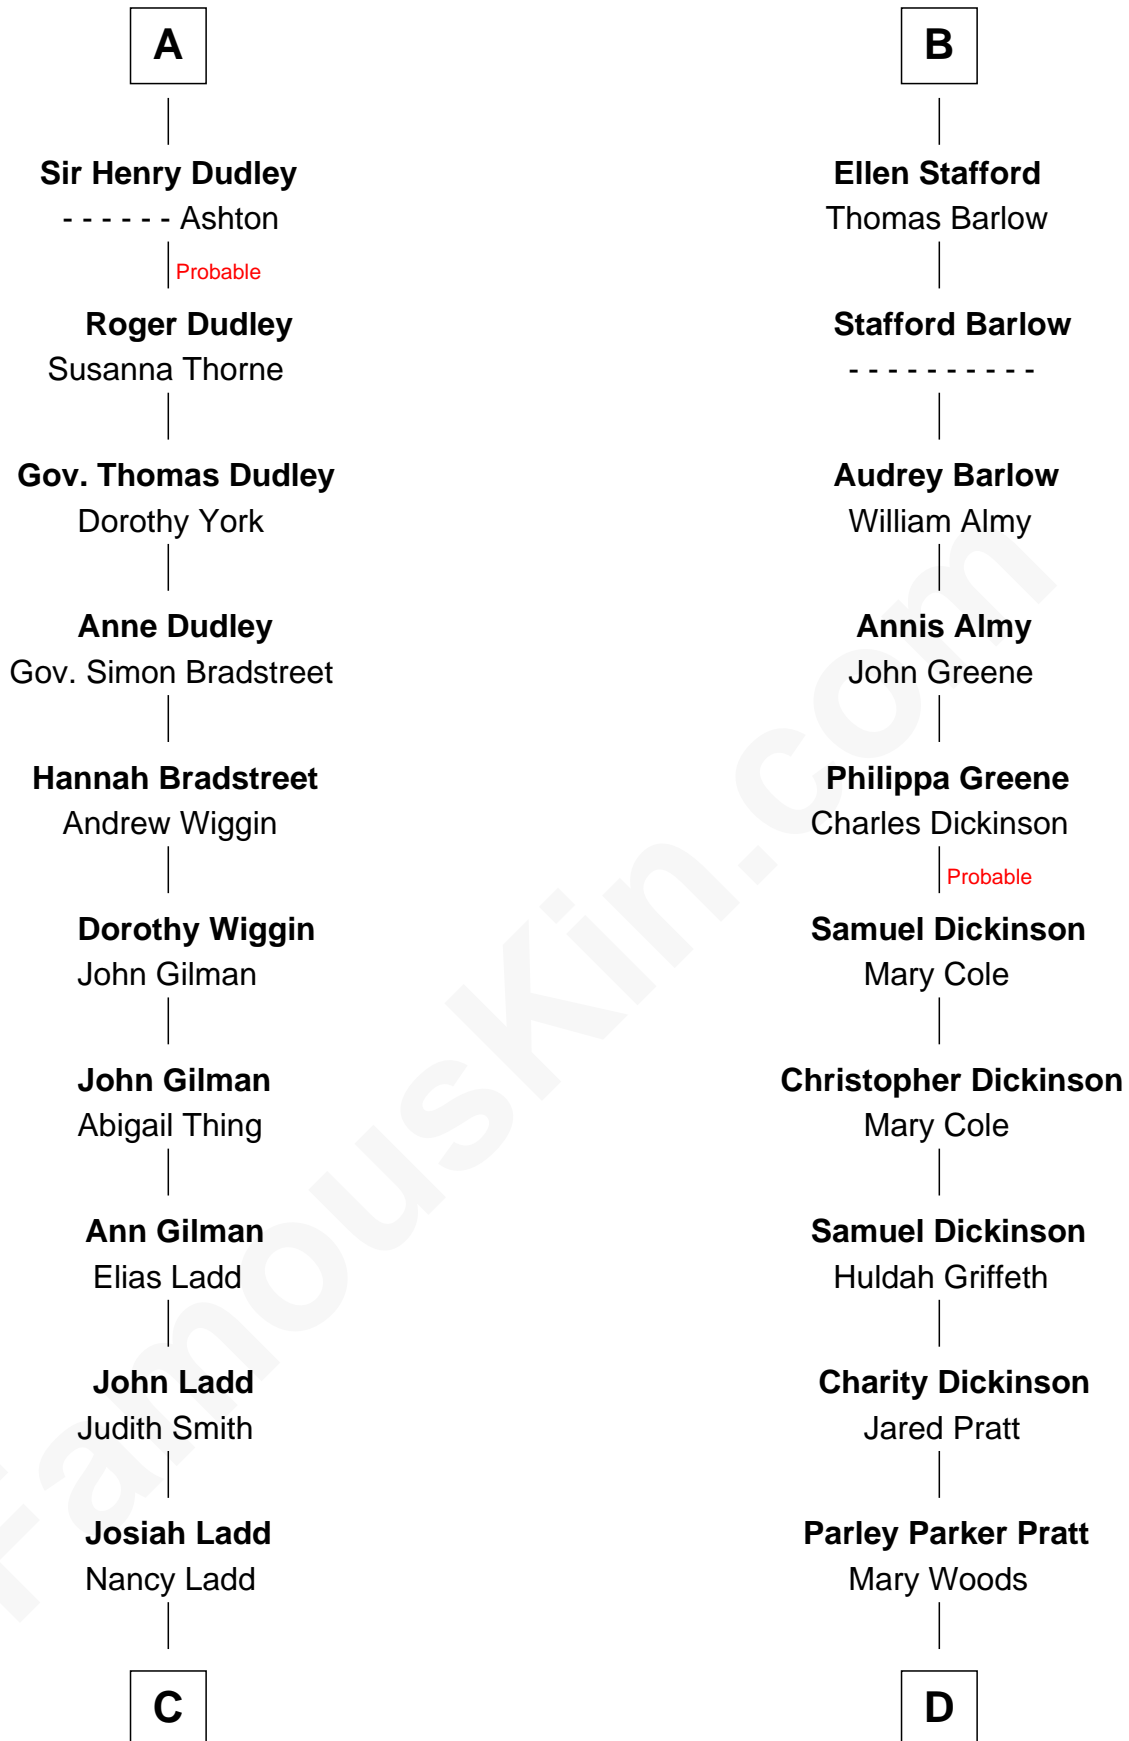 A
Sir Henry Dudley
- - - - - - Ashton
Probable
Roger Dudley
Susanna Thorne
Gov. Thomas Dudley
Dorothy York
Anne Dudley
Gov. Simon Bradstreet
Hannah Bradstreet
Andrew Wiggin
Dorothy Wiggin
John Gilman
John Gilman
Abigail Thing
Ann Gilman
Elias Ladd
John Ladd
Judith Smith
Josiah Ladd
Nancy Ladd
C
B
Ellen Stafford
Thomas Barlow
Stafford Barlow
- - - - - - - - - -
Audrey Barlow
William Almy
Annis Almy
John Greene
Philippa Greene
Charles Dickinson
Probable
Samuel Dickinson
Mary Cole
Christopher Dickinson
Mary Cole
Samuel Dickinson
Huldah Griffeth
Charity Dickinson
Jared Pratt
Parley Parker Pratt
Mary Woods
D
FamousKin.com